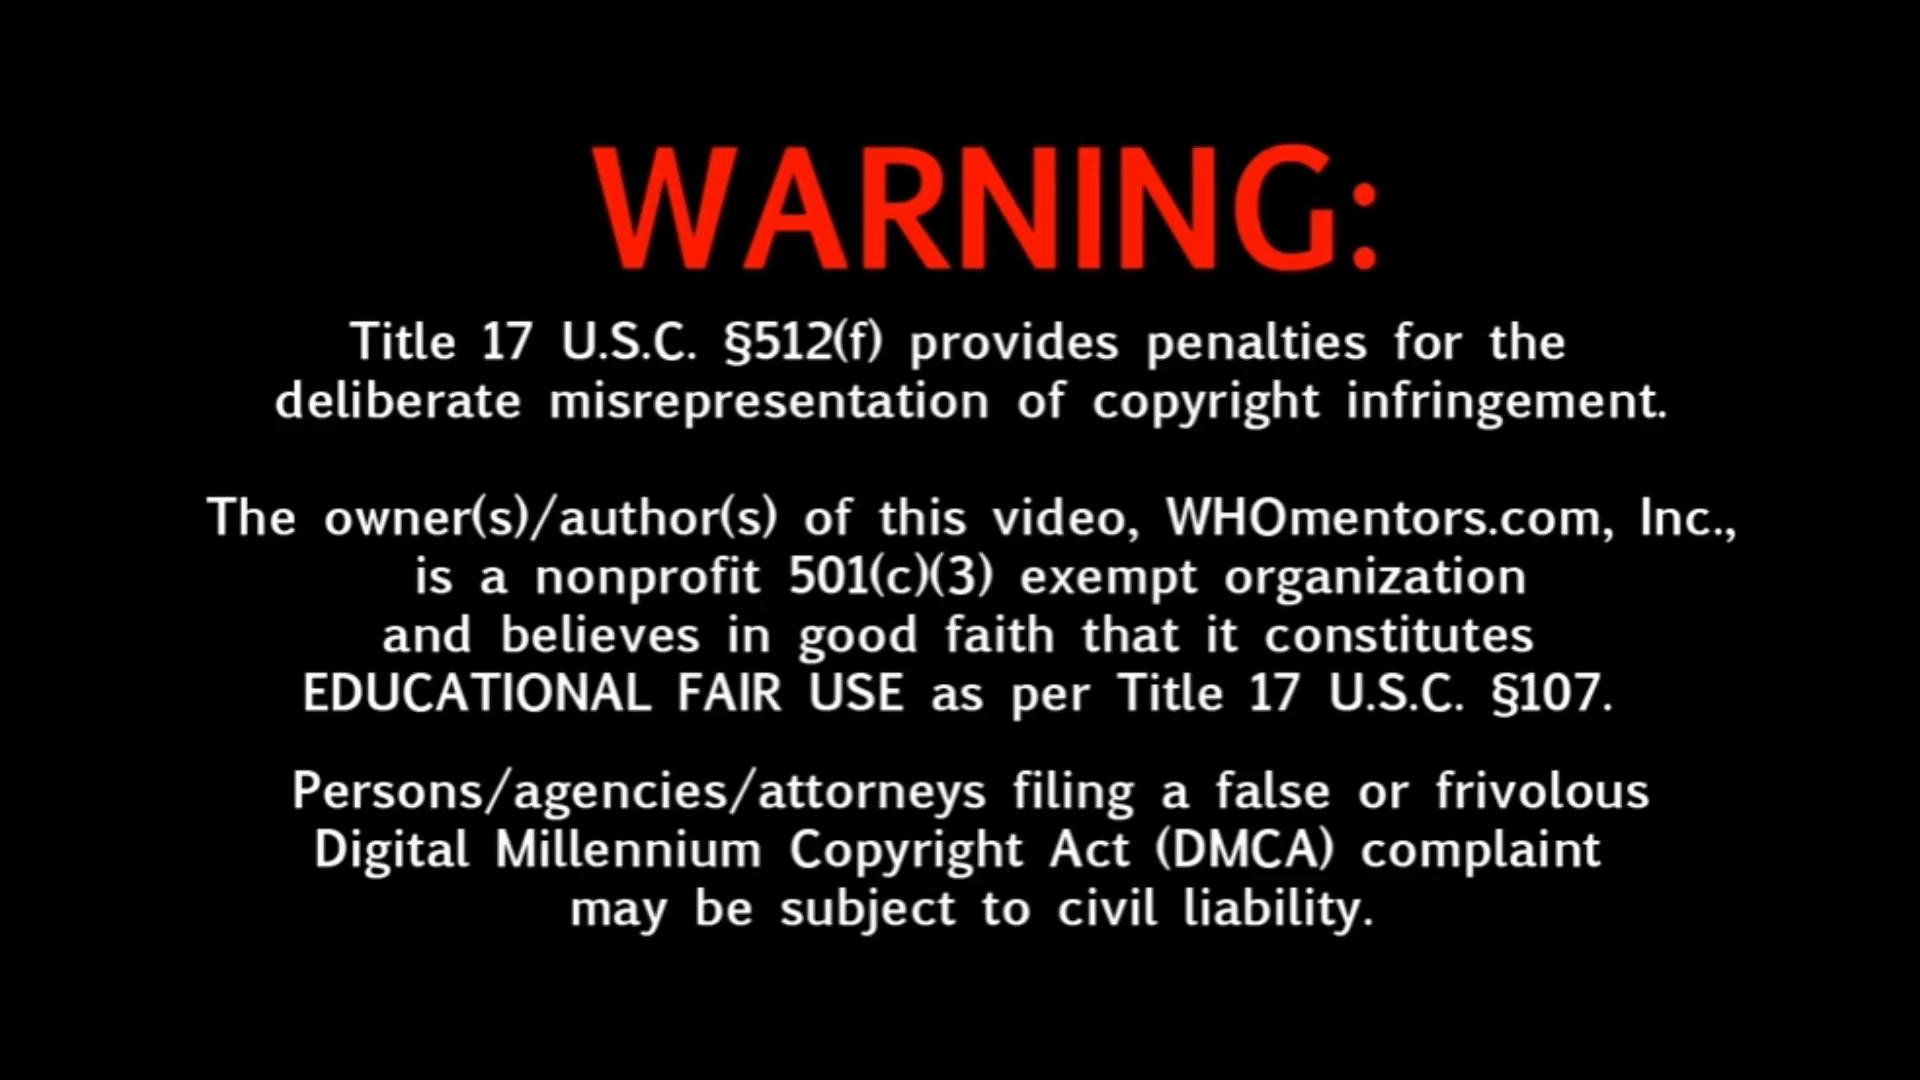 WARNING:
Title 17 U.S.C. §512(f) provides penalties for the
deliberate misrepresentation of copyright infringement.
The owner(s)/author(s) of this video, WHOmentors.com, Inc.,
is a nonprofit 501(c)(3) exempt organization
and believes in good faith that it constitutes
EDUCATIONAL FAIR USE as per Title 17 U.S.C. §107.
Persons/agencies/attorneys filing a false or frivolous
Digital Millennium Copyright Act (DMCA) complaint
may be subject to civil liability.